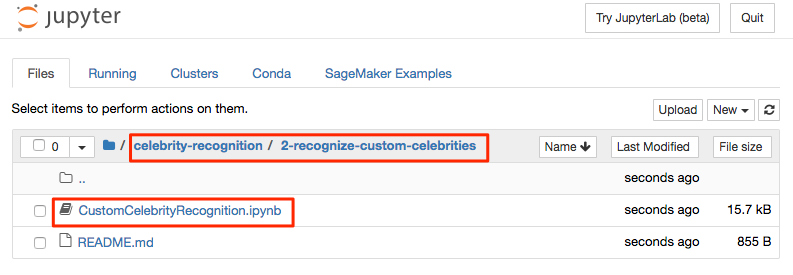 jupyter Try JupyterLab (beta) Quit
Files Running Clusters Conda SageMaker Examples
Select items to perform actions on them. Upload New
0 / celebrity-recognition / 2-recognize-custom-celebrities Name Last Modified File size
.. seconds ago
CustomCelebrityRecognition.ipynb seconds ago 15.7 kB
README.md seconds ago 855 B